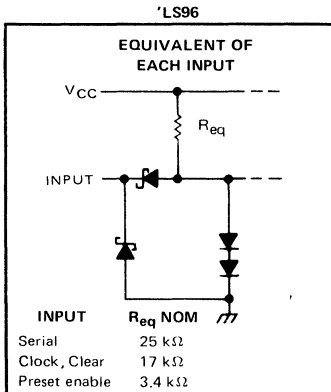 'LS96
EQUIVALENT OF
EACH INPUT
VCC
Req
INPUT
INPUT Req NOM
Serial 25 kΩ
Clock, Clear 17 kΩ
Preset enable 3.4 kΩ